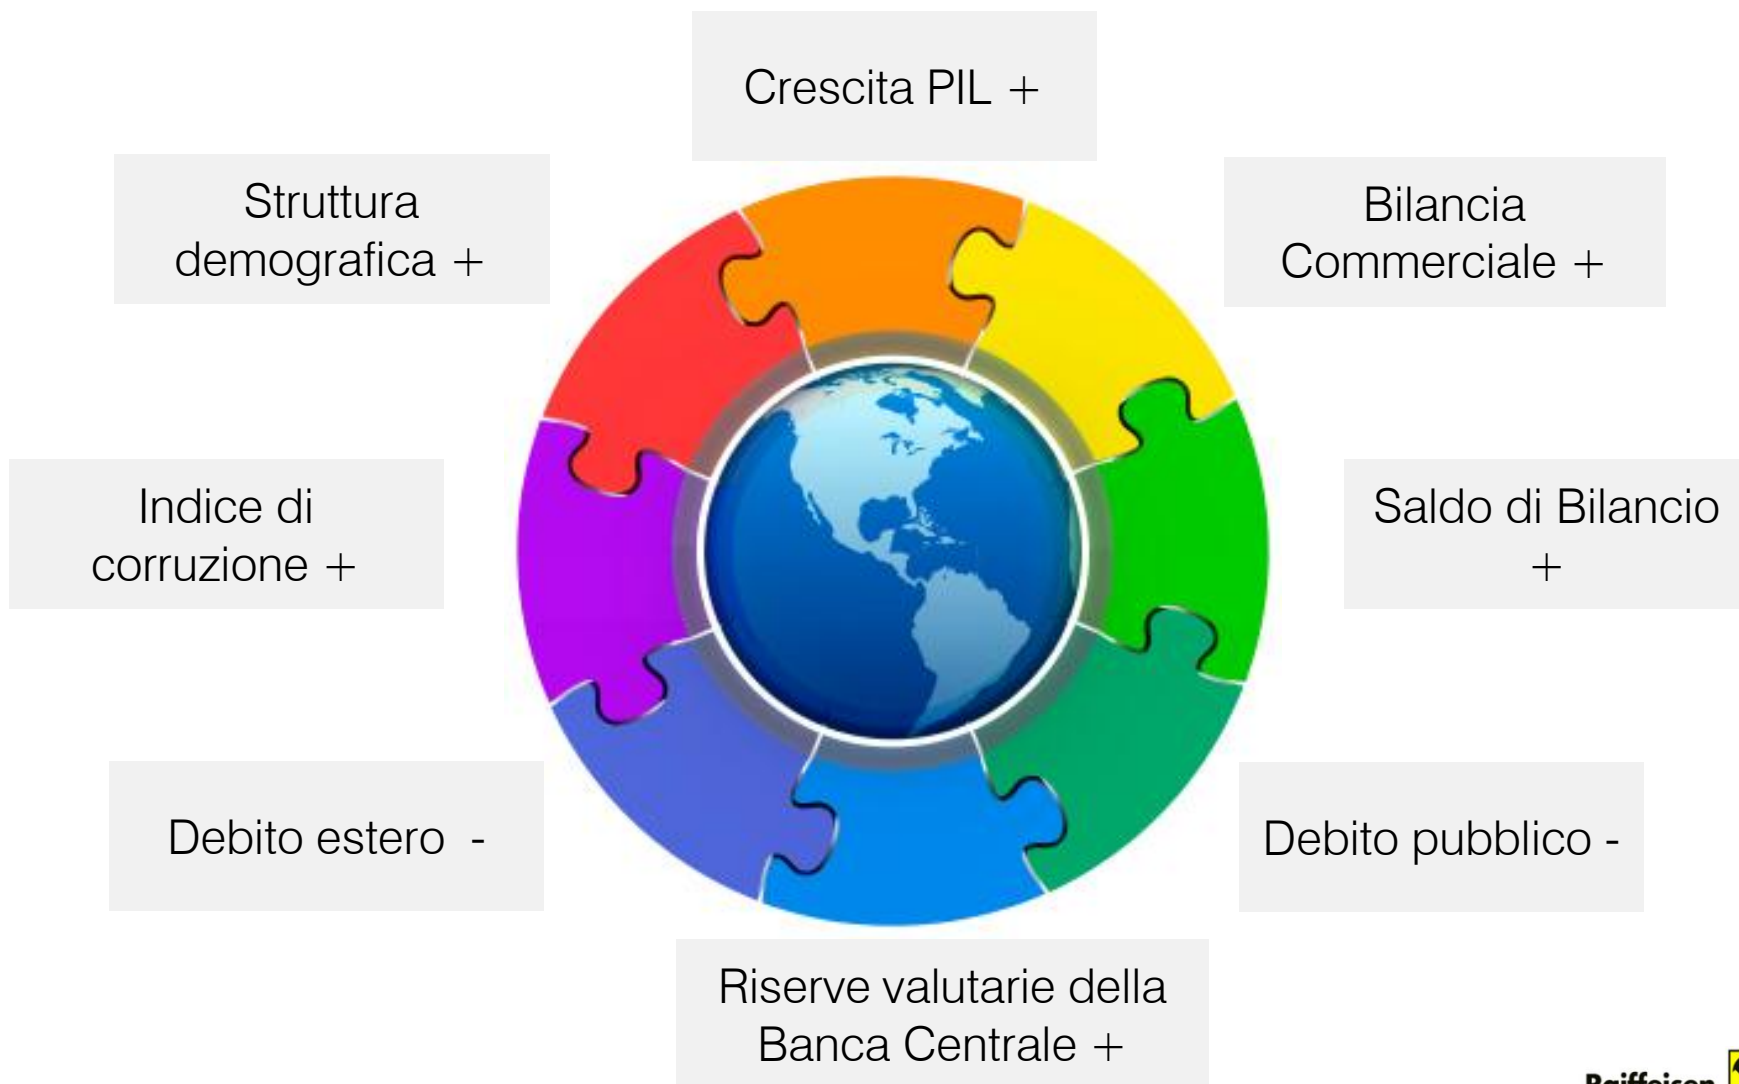 Crescita PIL +
Struttura
demografica +
Bilancia
Commerciale +
Indice di
corruzione +
Saldo di Bilancio
+
Debito estero -
Debito pubblico -
Riserve valutarie della
Banca Centrale +
Raiffeisen